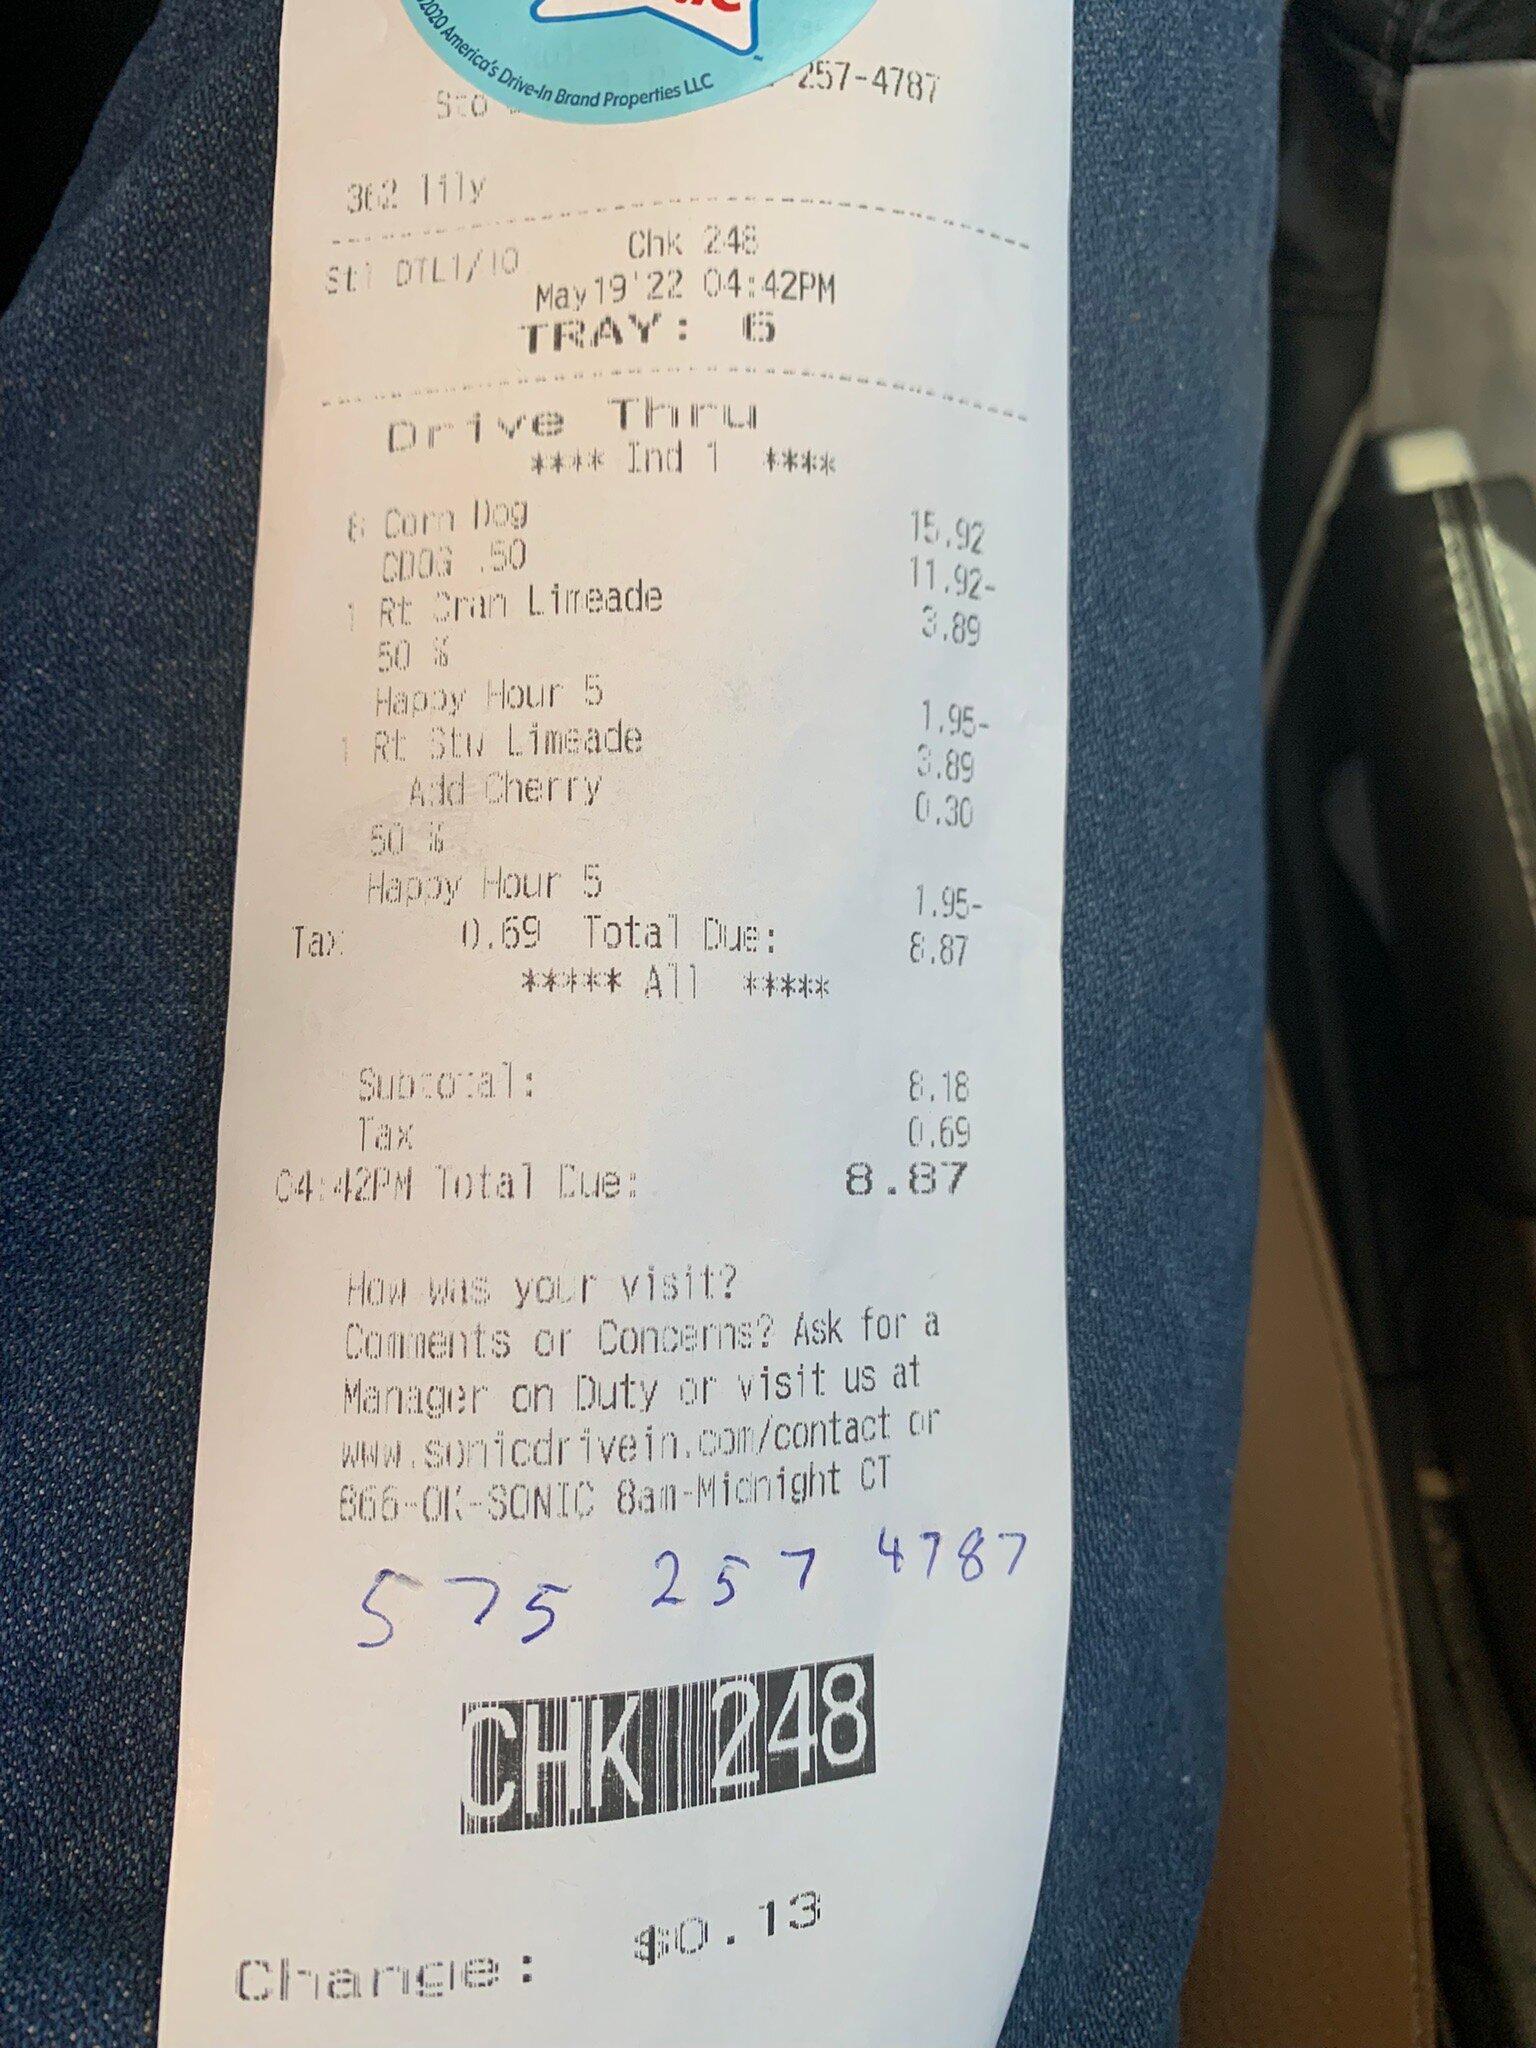 ©2020 America's Drive-In Brand Properties LLC
-257-4787
362 lily
Stl DTL1/10 Chk 248
May19'22 04:42PM
TRAY: 6
Drive Thru
**** Ind 1 ****
8 Corn Dog 15.92
CDOG .50 11.92-
1 Rt Cran Limeade 3.89
50 %
Happy Hour 5 1.95-
1 Rt Stw Limeade 3.89
Add Cherry 0.30
50 %
Happy Hour 5 1.95-
Tax 0.69 Total Due: 8.87
***** All *****
Subtotal: 8.18
Tax 0.69
04:42PM Total Due: 8.87
How was your visit?
Comments or Concerns? Ask for a
Manager on Duty or visit us at
www.sonicdrivein.com/contact or
866-OK-SONIC 8am-Midnight CT
575 257 4787
CHK 248
Change: $0.13